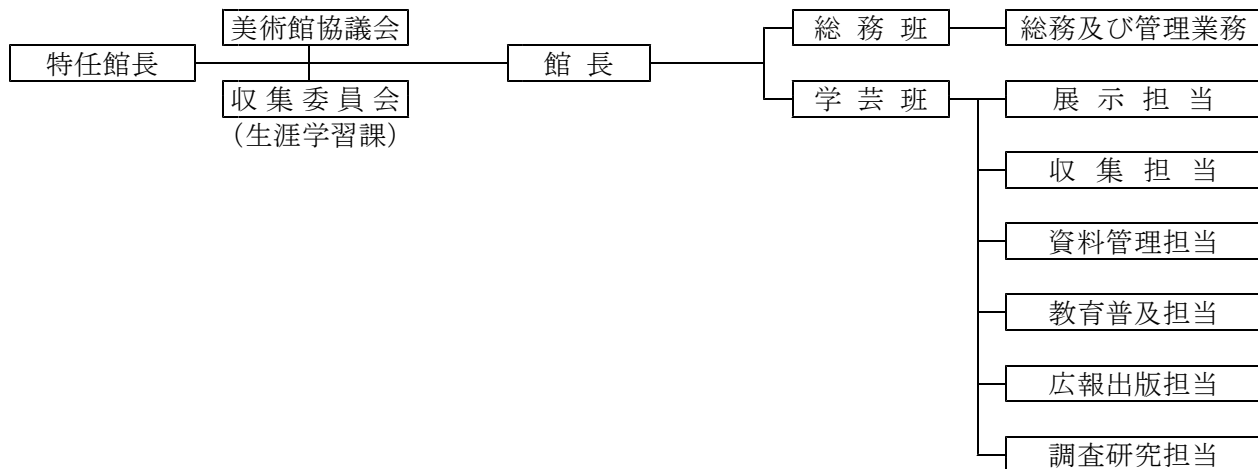 美術館協議会
総務班
総務及び管理業務
特任館長
館長
収集委員会
学芸班
展示担当
(生涯学習課)
収集担当
資料管理担当
教育普及担当
広報出版担当
調査研究担当